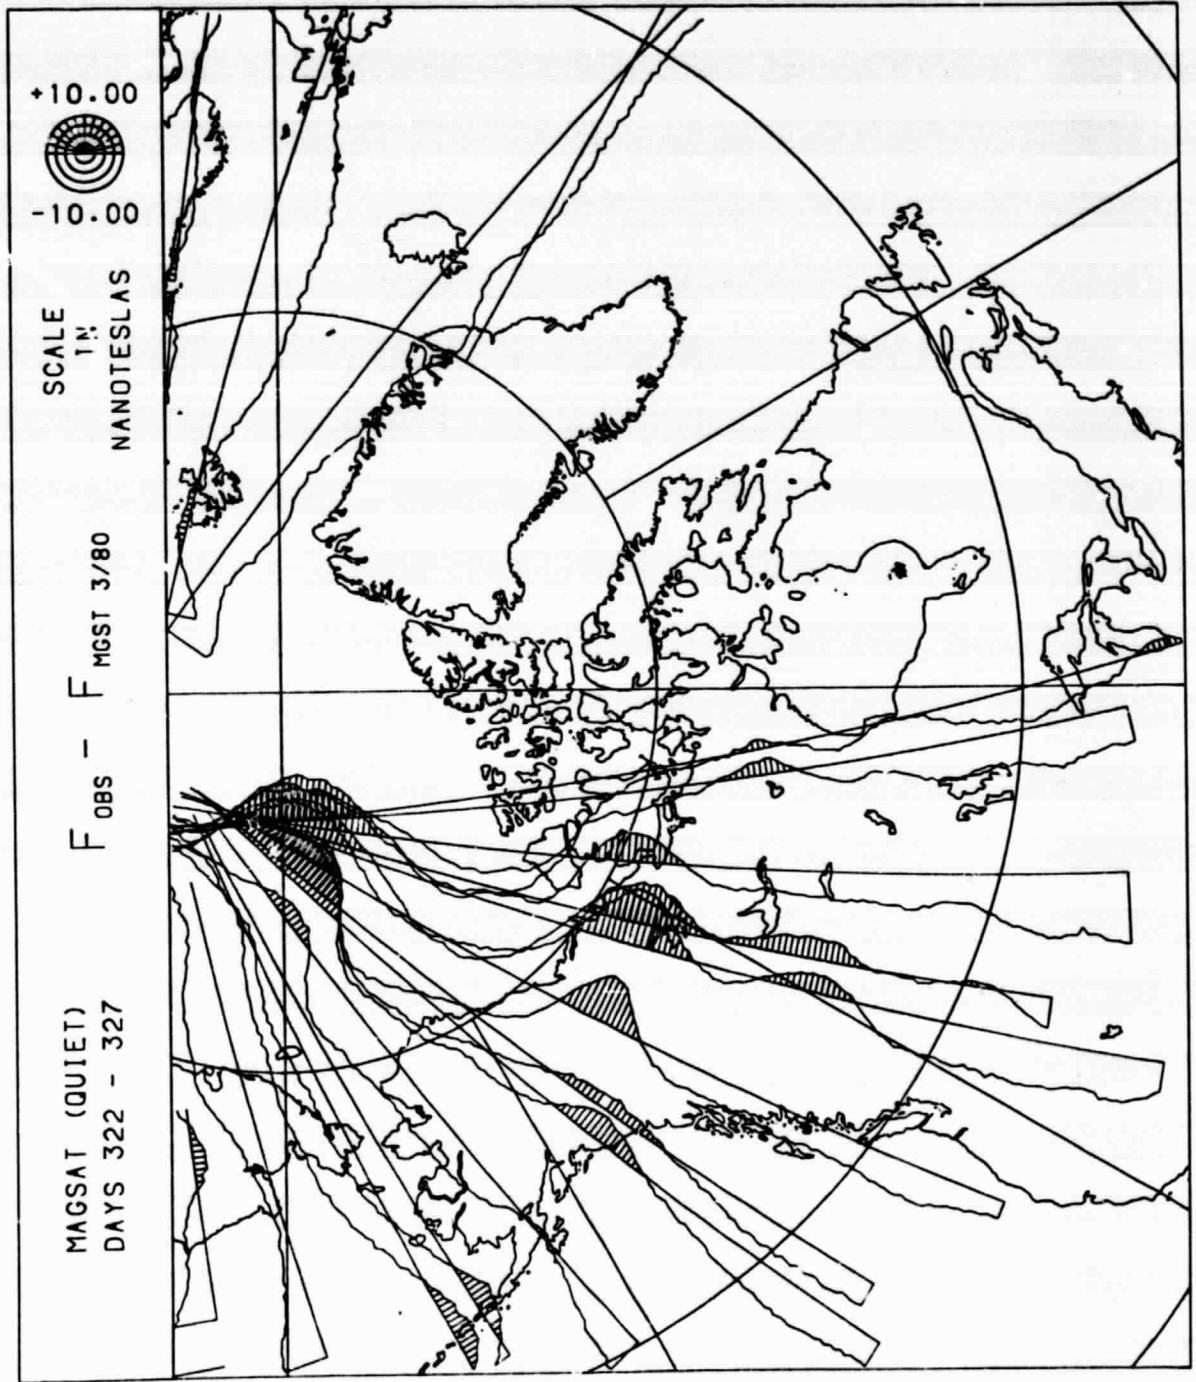 MAGSAT (QUIET)
DAYS 322 - 327
F OBS - F MGST 3/80
SCALE
IN
NANOTESLAS
-10.00 +10.00